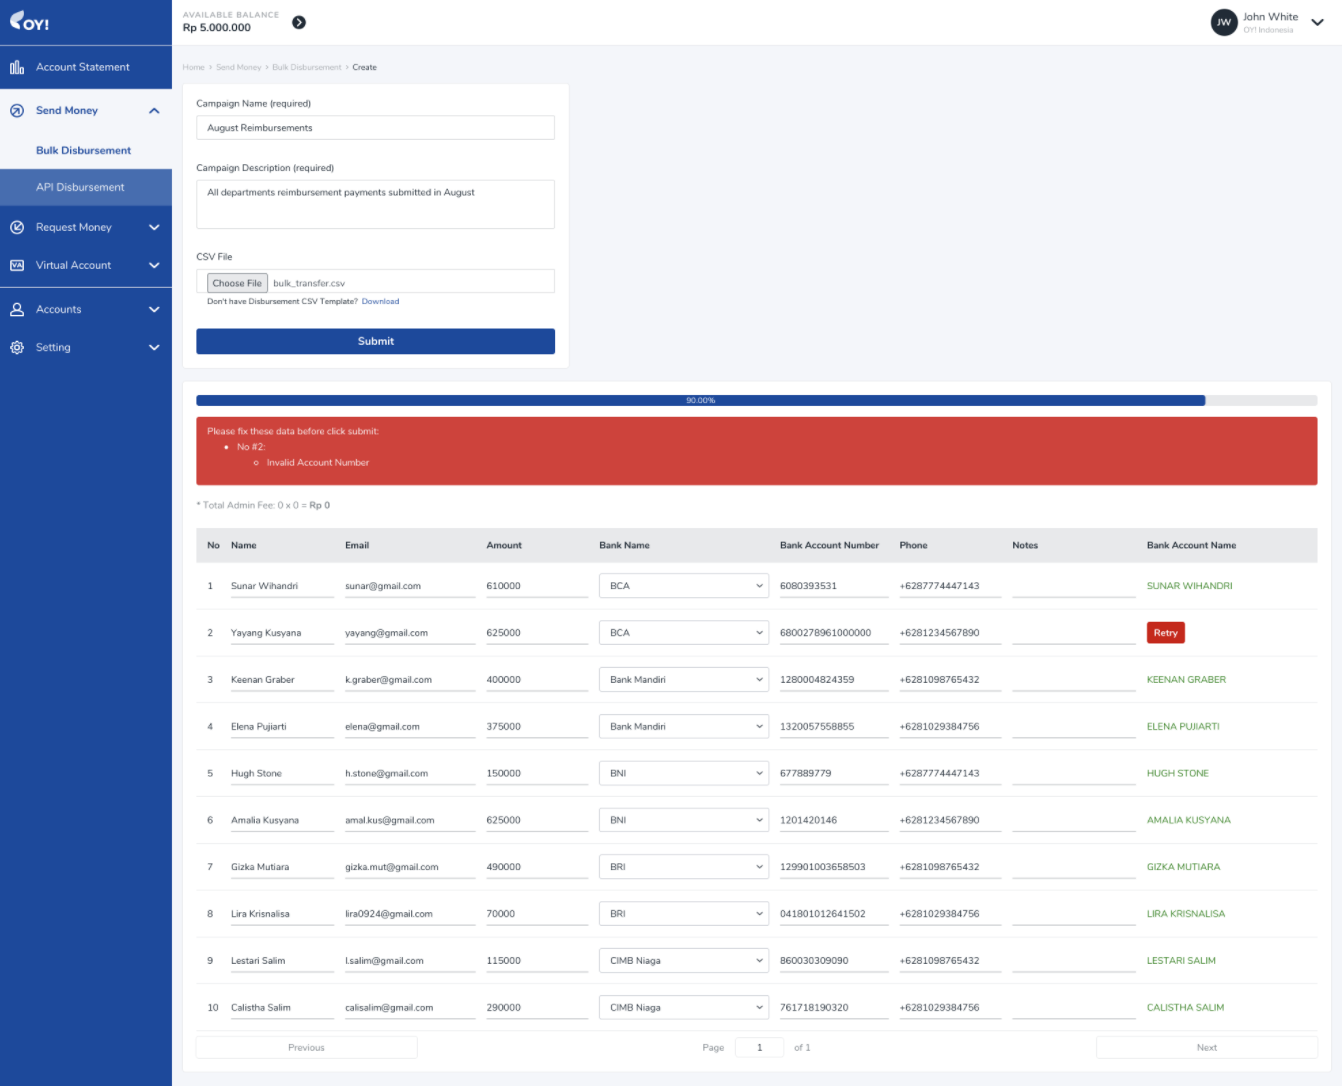 OY!
AVAILABLE BALANCE
Rp 5.000.000
JW
John White
OY! Indonesia
Account Statement
Send Money
Bulk Disbursement
API Disbursement
Request Money
VA Virtual Account
Accounts
Setting
Home › Send Money › Bulk Disbursement › Create
Campaign Name (required)
August Reimbursements
Campaign Description (required)
All departments reimbursement payments submitted in August
CSV File
Choose File bulk_transfer.csv
Don't have Disbursement CSV Template? Download
Submit
90.00%
Please fix these data before click submit:
• No #2:
○ Invalid Account Number
* Total Admin Fee: 0 x 0 = Rp 0
No Name Email Amount Bank Name Bank Account Number Phone Notes Bank Account Name
1 Sunar Wihandri sunar@gmail.com 610000 BCA 6080393531 +6287774447143 SUNAR WIHANDRI
2 Yayang Kusyana yayang@gmail.com 625000 BCA 6800278961000000 +6281234567890 Retry
3 Keenan Graber k.graber@gmail.com 400000 Bank Mandiri 1280004824359 +6281098765432 KEENAN GRABER
4 Elena Pujiarti elena@gmail.com 375000 Bank Mandiri 1320057558855 +6281029384756 ELENA PUJIARTI
5 Hugh Stone h.stone@gmail.com 150000 BNI 677889779 +6287774447143 HUGH STONE
6 Amalia Kusyana amal.kus@gmail.com 625000 BNI 1201420146 +6281234567890 AMALIA KUSYANA
7 Gizka Mutiara gizka.mut@gmail.com 490000 BRI 129901003658503 +6281098765432 GIZKA MUTIARA
8 Lira Krisnalisa lira0924@gmail.com 70000 BRI 041801012641502 +6281029384756 LIRA KRISNALISA
9 Lestari Salim l.salim@gmail.com 115000 CIMB Niaga 860030309090 +6281098765432 LESTARI SALIM
10 Calistha Salim calisalim@gmail.com 290000 CIMB Niaga 761718190320 +6281029384756 CALISTHA SALIM
Previous Page 1 of 1 Next